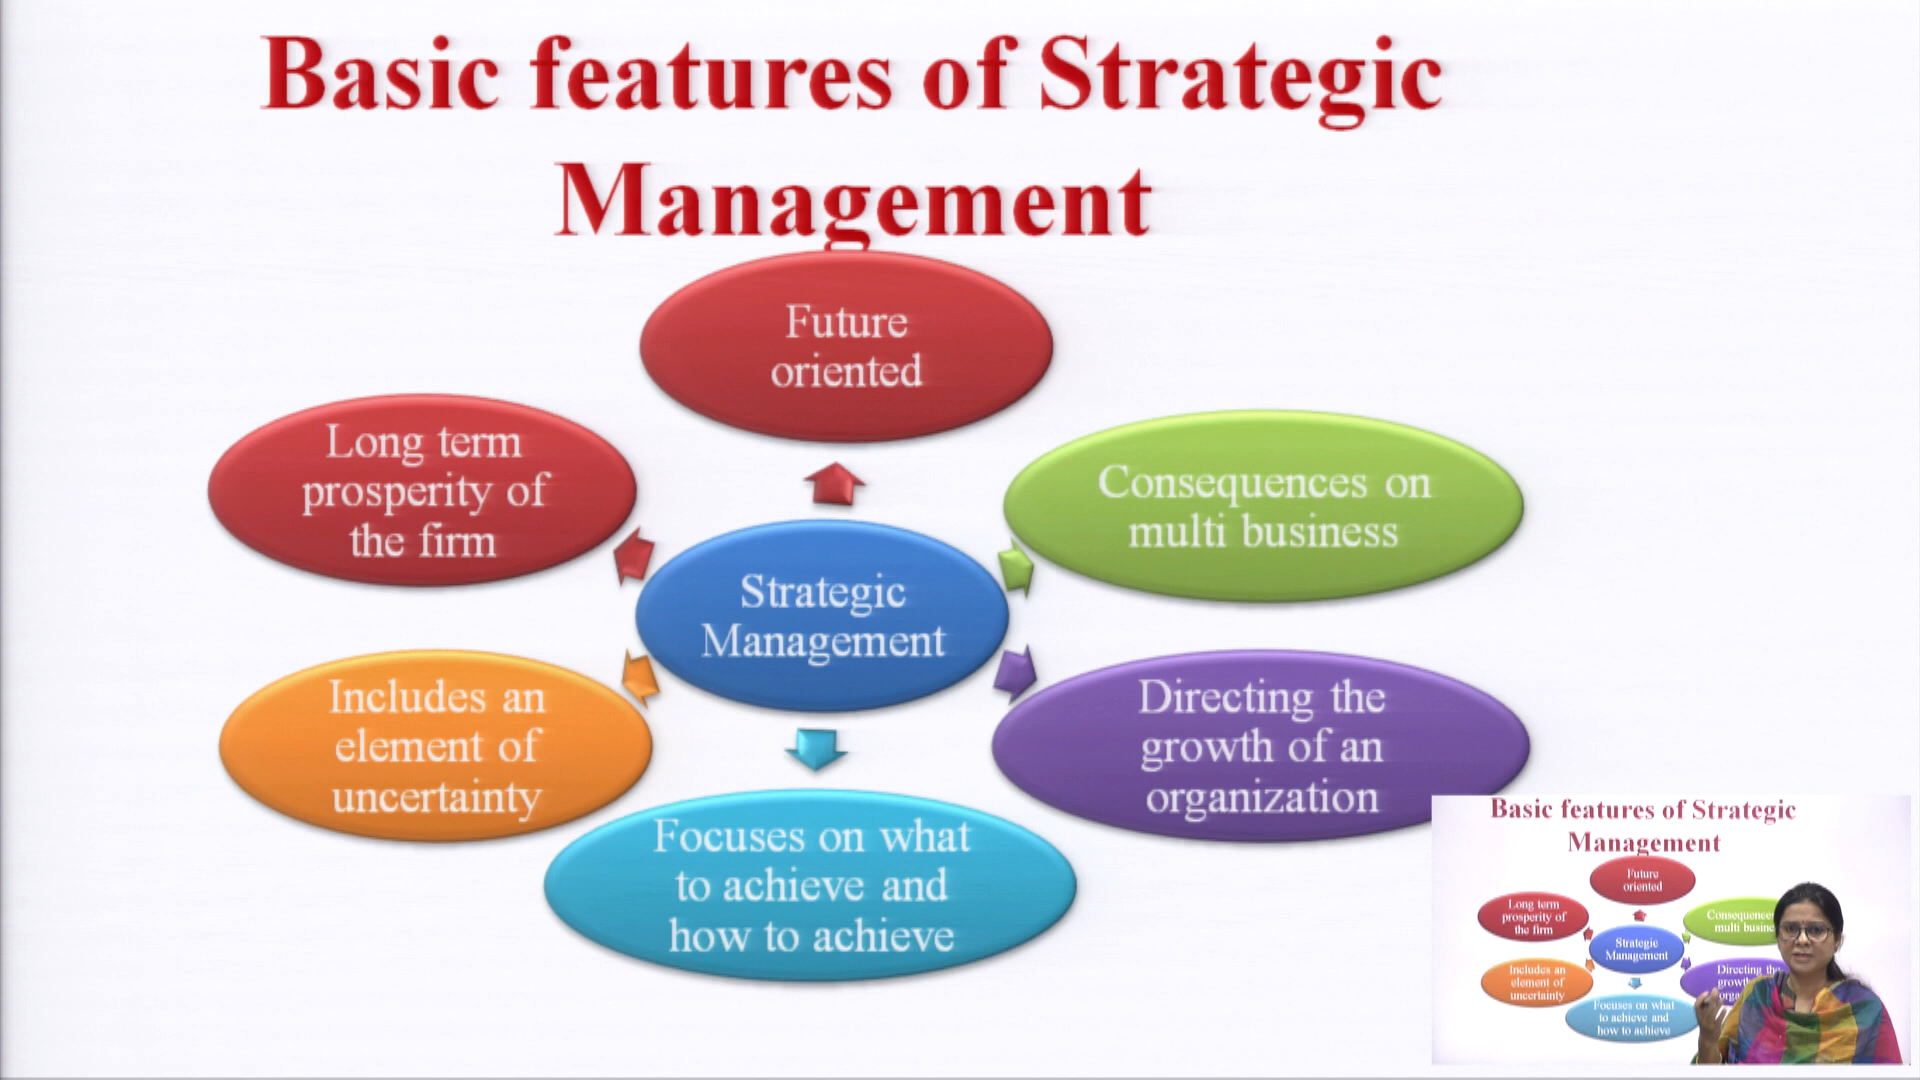 Basic features of Strategic
Management
Future
oriented
Consequences on
multi business
Directing the
growth of an
organization
Focuses on what
to achieve and
how to achieve
Includes an
element of
uncertainty
Long term
prosperity of
the firm
Strategic
Management
Basic features of Strategic
Management
Future
oriented
Long term
prosperity of
the firm
Strategic
Management
Includes an
element of
uncertainty
Focuses on what
to achieve and
how to achieve
Directing the
multi